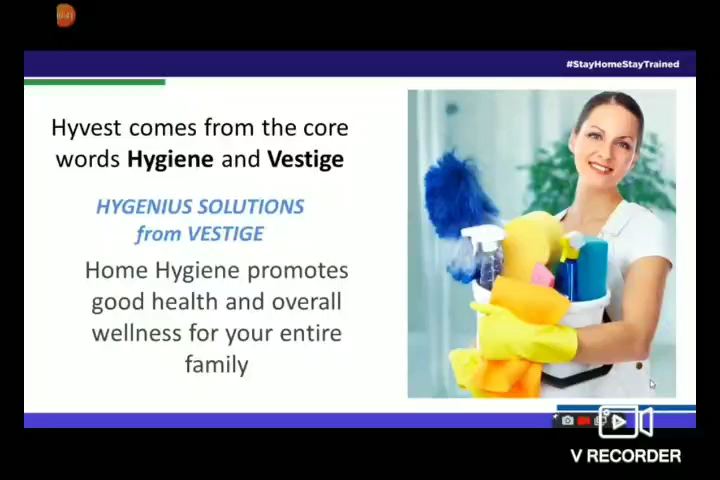 #StayHomeStayTrained
Hyvest comes from the core
words Hygiene and Vestige
HYGENIUS SOLUTIONS
from VESTIGE
Home Hygiene promotes
good health and overall
wellness for your entire
family
V RECORDER